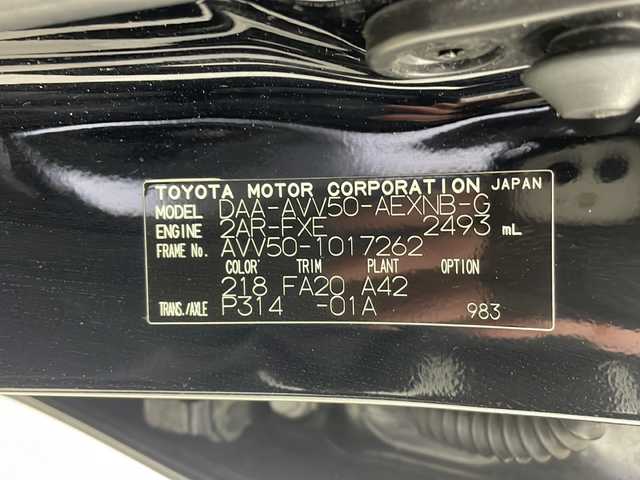 TOYOTA MOTOR CORPORATION JAPAN
MODEL DAA-AVV50-AEXNB-G
ENGINE 2AR-FXE 2493 mL
FRAME NO. AVV50-1017262
COLOR TRIM PLANT OPTION
218 FA20 A42
TRANS./AXLE P314 -01A 983